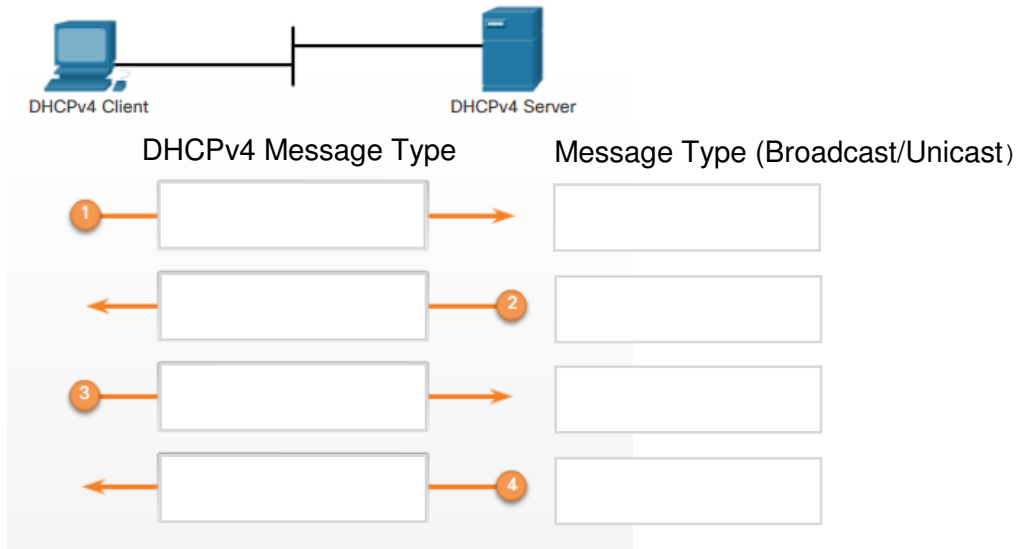 DHCPv4 Client
DHCPv4 Server
DHCPv4 Message Type
Message Type (Broadcast/Unicast）
1
2
3
4